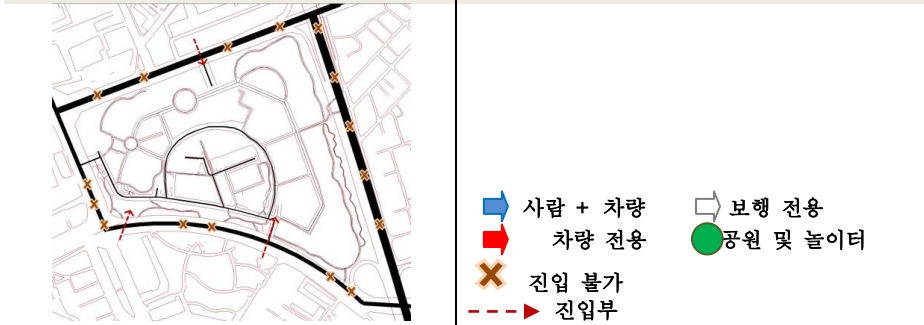 사람 + 차량
보행 전용
차량 전용
공원 및 놀이터
진입 불가
진입부